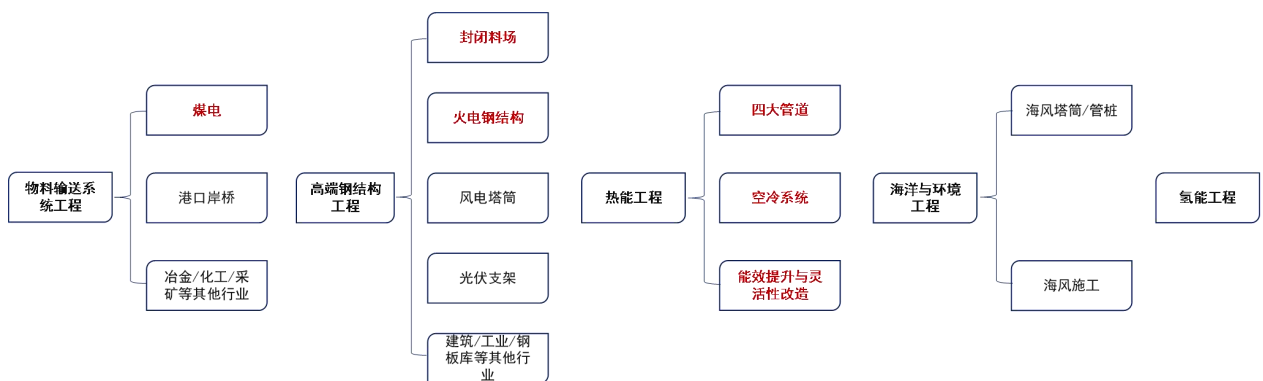 物料输送系
统工程
煤电
港口岸桥
冶金/化工/采
矿等其他行业
高端钢结构
工程
封闭料场
火电钢结构
风电塔筒
光伏支架
建筑/工业/钢
板库等其他行
业
热能工程
四大管道
空冷系统
能效提升与灵
活性改造
海洋与环境
工程
海风塔筒/管桩
海风施工
氢能工程